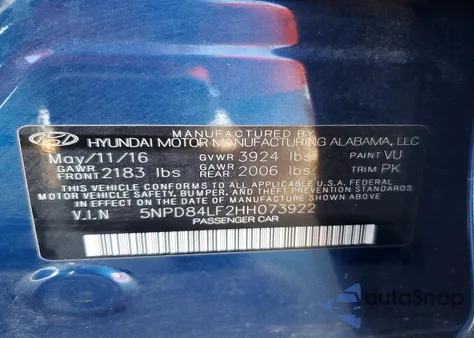 MANUFACTURED BY
HYUNDAI MOTOR MANUFACTURING ALABAMA, LLC
May/11/16 GVWR 3924 lbs PAINT VU
GAWR FRONT 2183 lbs GAWR REAR 2006 lbs TRIM PK
THIS VEHICLE CONFORMS TO ALL APPLICABLE U.S.A. FEDERAL
MOTOR VEHICLE SAFETY, BUMPER, AND THEFT PREVENTION
STANDARDS IN EFFECT ON THE DATE OF MANUFACTURE SHOWN ABOVE.
V.I.N 5NPD84LF2HH073922
PASSENGER CAR
autoSnap